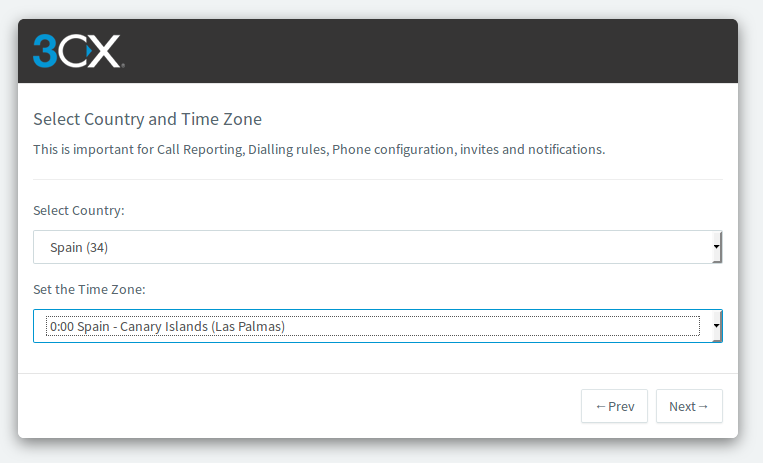 3CX
Select Country and Time Zone
This is important for Call Reporting, Dialling rules, Phone configuration, invites and notifications.
Select Country:
Spain (34)
Set the Time Zone:
0:00 Spain - Canary Islands (Las Palmas)
←Prev
Next→